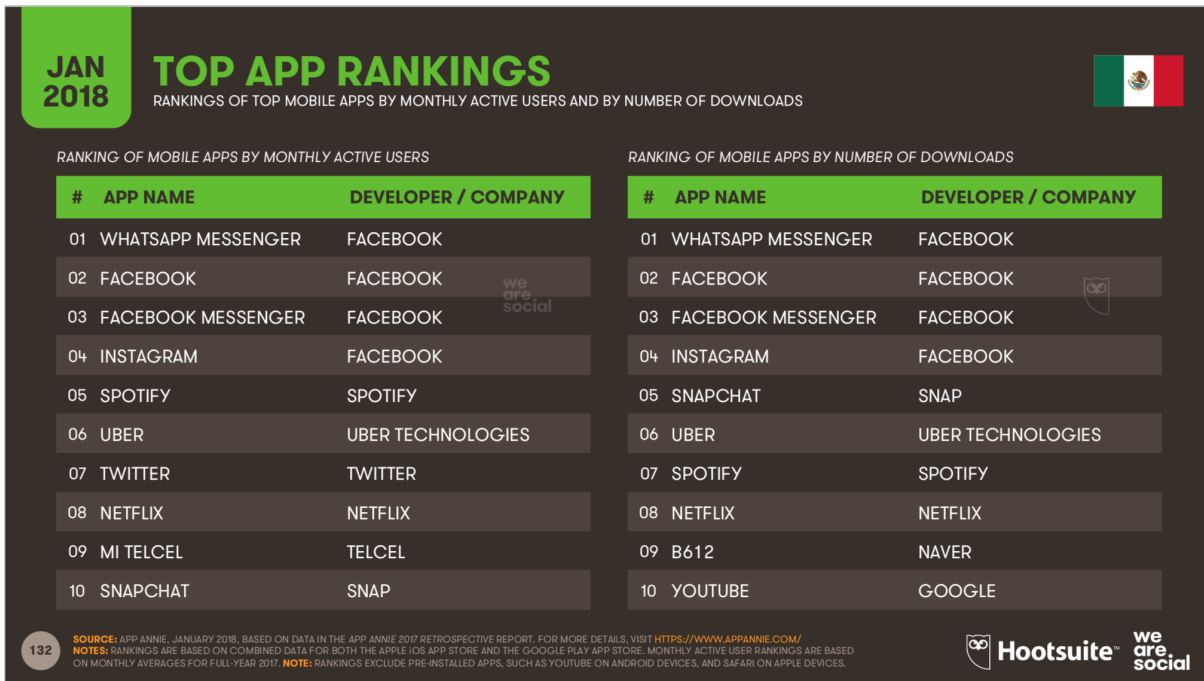 JAN
2018
TOP APP RANKINGS
RANKINGS OF TOP MOBILE APPS BY MONTHLY ACTIVE USERS AND BY NUMBER OF DOWNLOADS
RANKING OF MOBILE APPS BY MONTHLY ACTIVE USERS
# APP NAME DEVELOPER / COMPANY
01 WHATSAPP MESSENGER FACEBOOK
02 FACEBOOK FACEBOOK
03 FACEBOOK MESSENGER FACEBOOK
04 INSTAGRAM FACEBOOK
05 SPOTIFY SPOTIFY
06 UBER UBER TECHNOLOGIES
07 TWITTER TWITTER
08 NETFLIX NETFLIX
09 MI TELCEL TELCEL
10 SNAPCHAT SNAP
we
are
social
RANKING OF MOBILE APPS BY NUMBER OF DOWNLOADS
# APP NAME DEVELOPER / COMPANY
01 WHATSAPP MESSENGER FACEBOOK
02 FACEBOOK FACEBOOK
03 FACEBOOK MESSENGER FACEBOOK
04 INSTAGRAM FACEBOOK
05 SNAPCHAT SNAP
06 UBER UBER TECHNOLOGIES
07 SPOTIFY SPOTIFY
08 NETFLIX NETFLIX
09 B612 NAVER
10 YOUTUBE GOOGLE
132
SOURCE: APP ANNIE, JANUARY 2018, BASED ON DATA IN THE APP ANNIE 2017 RETROSPECTIVE REPORT. FOR MORE DETAILS, VISIT HTTPS://WWW.APPANNIE.COM/
NOTES: RANKINGS ARE BASED ON COMBINED DATA FOR BOTH THE APPLE iOS APP STORE AND THE GOOGLE PLAY APP STORE. MONTHLY ACTIVE USER RANKINGS ARE BASED
ON MONTHLY AVERAGES FOR FULL-YEAR 2017. NOTE: RANKINGS EXCLUDE PRE-INSTALLED APPS, SUCH AS YOUTUBE ON ANDROID DEVICES, AND SAFARI ON APPLE DEVICES.
Hootsuite™
we
are
social